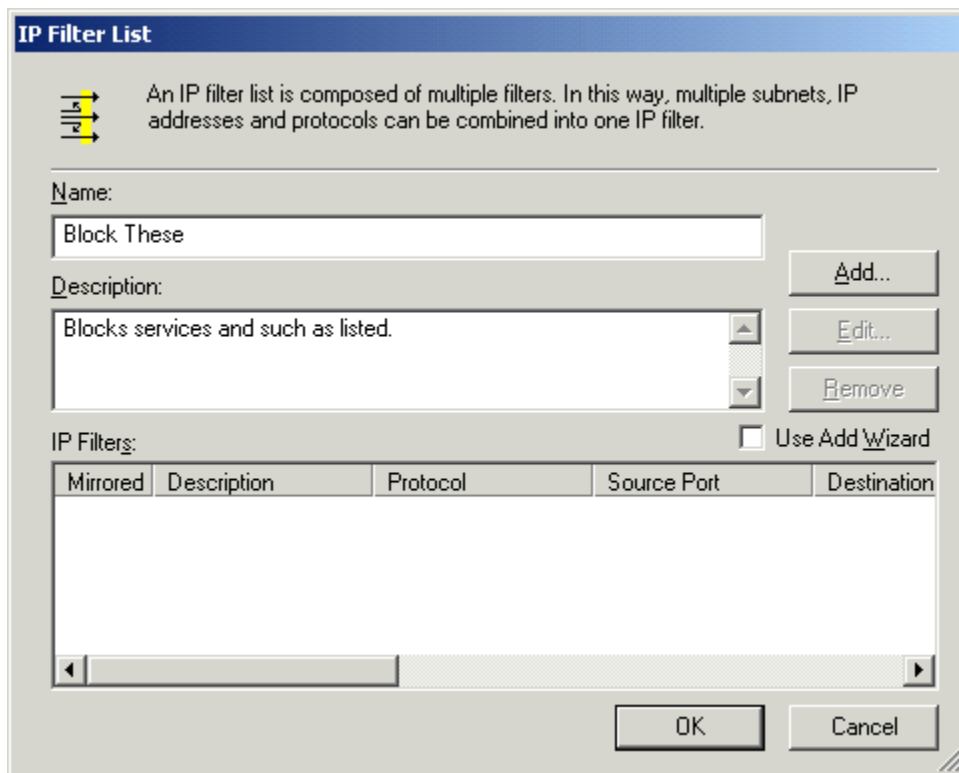 IP Filter List
An IP filter list is composed of multiple filters. In this way, multiple subnets, IP
addresses and protocols can be combined into one IP filter.
Name:
Block These
Add...
Description:
Blocks services and such as listed.
Edit...
Remove
IP Filters:
Use Add Wizard
Mirrored Description Protocol Source Port Destination
OK Cancel